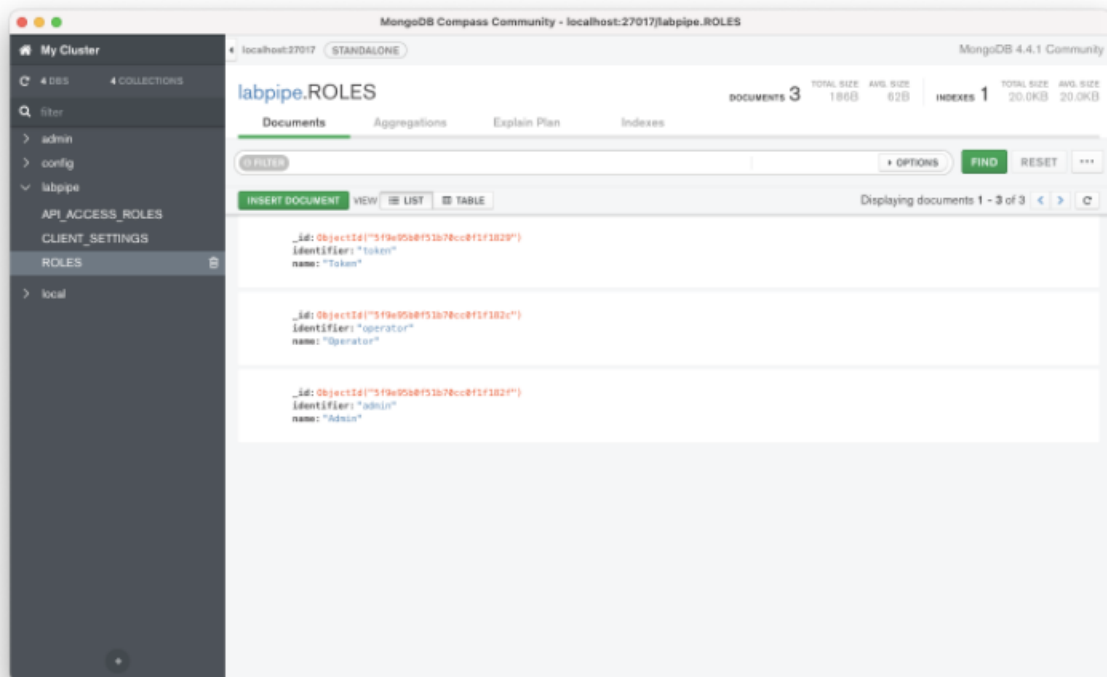 MongoDB Compass Community - localhost:27017/labpipe.ROLES
My Cluster
localhost:27017 STANDALONE MongoDB 4.4.1 Community
4 DBS 4 COLLECTIONS
filter
admin
config
labpipe
API_ACCESS_ROLES
CLIENT_SETTINGS
ROLES
local
labpipe.ROLES
DOCUMENTS 3 TOTAL SIZE 186B AVG. SIZE 62B INDEXES 1 TOTAL SIZE 20.0KB AVG. SIZE 20.0KB
Documents Aggregations Explain Plan Indexes
FILTER OPTIONS FIND RESET ...
INSERT DOCUMENT VIEW LIST TABLE Displaying documents 1 - 3 of 3
_id: ObjectId("5f9e95b0f51b70cc0f1f1829")
identifier: "token"
name: "Token"
_id: ObjectId("5f9e95b0f51b70cc0f1f182c")
identifier: "operator"
name: "Operator"
_id: ObjectId("5f9e95b0f51b70cc0f1f182f")
identifier: "admin"
name: "Admin"